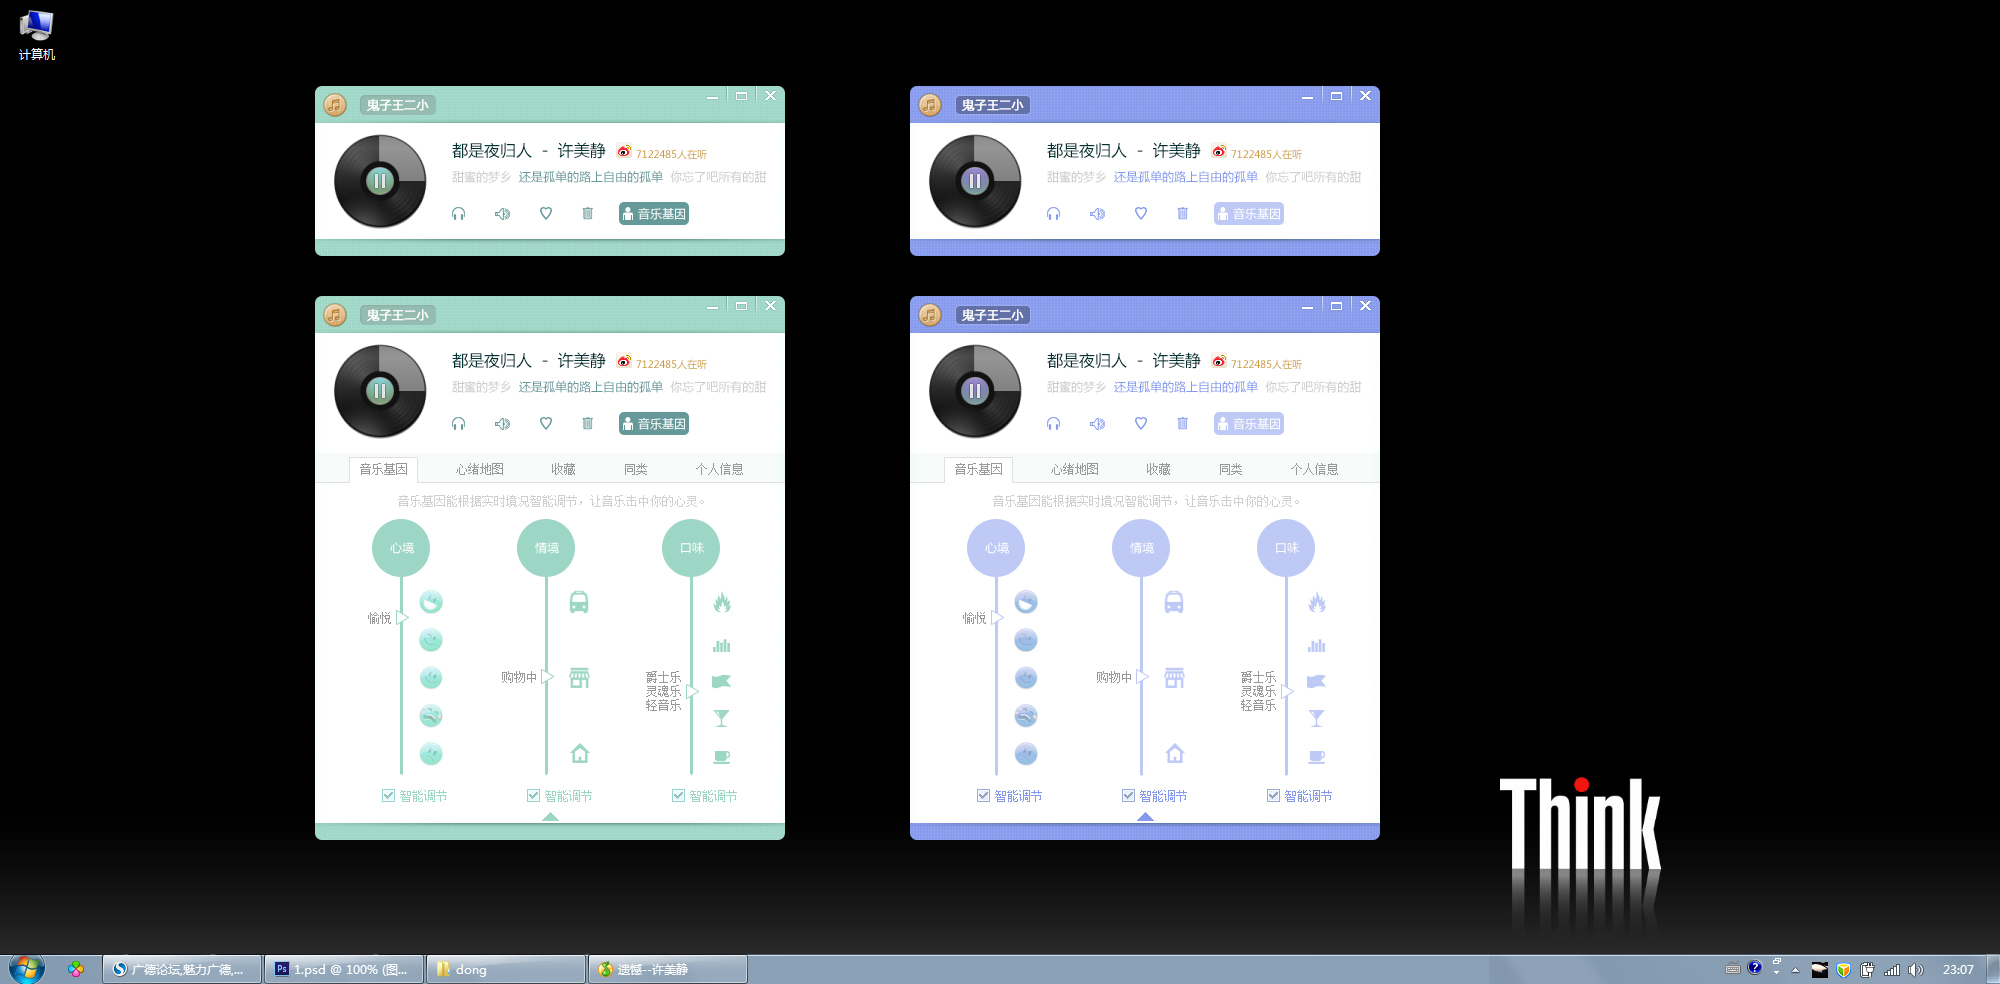 计算机
鬼子王二小
都是夜归人 - 许美静 7122485人在听
甜蜜的梦乡 还是孤单的路上自由的孤单 你忘了吧所有的甜
音乐基因
鬼子王二小
都是夜归人 - 许美静 7122485人在听
甜蜜的梦乡 还是孤单的路上自由的孤单 你忘了吧所有的甜
音乐基因
鬼子王二小
都是夜归人 - 许美静 7122485人在听
甜蜜的梦乡 还是孤单的路上自由的孤单 你忘了吧所有的甜
音乐基因
音乐基因 心绪地图 收藏 同类 个人信息
音乐基因能根据实时境况智能调节，让音乐击中你的心灵。
心境 情境 口味
愉悦
购物中
爵士乐
灵魂乐
轻音乐
智能调节 智能调节 智能调节
鬼子王二小
都是夜归人 - 许美静 7122485人在听
甜蜜的梦乡 还是孤单的路上自由的孤单 你忘了吧所有的甜
音乐基因
音乐基因 心绪地图 收藏 同类 个人信息
音乐基因能根据实时境况智能调节，让音乐击中你的心灵。
心境 情境 口味
愉悦
购物中
爵士乐
灵魂乐
轻音乐
智能调节 智能调节 智能调节
Think
广德论坛,魅力广德,... Ps 1.psd @ 100% (图... dong 遗憾--许美静 23:07